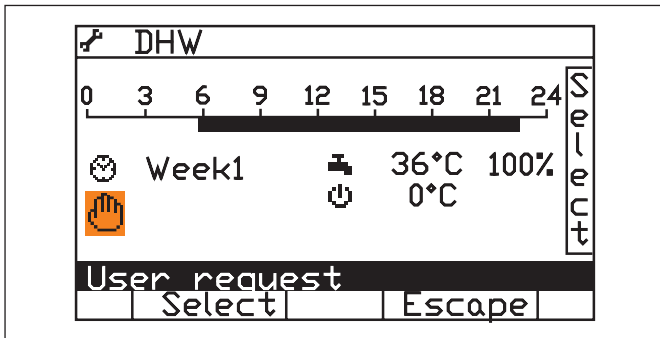 DHW
0 3 6 9 12 15 18 21 24
Week1 36°C 100%
0°C
Select
User request
Select Escape